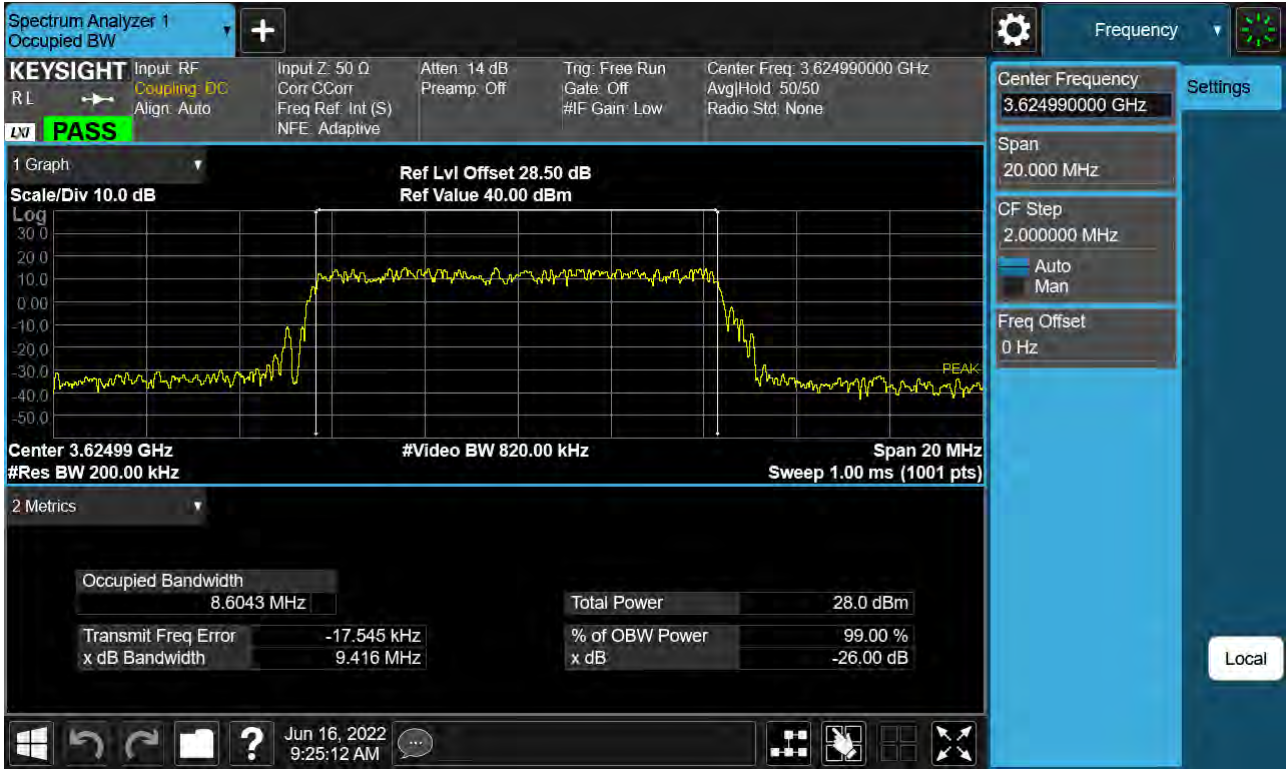 Spectrum Analyzer 1
Occupied BW
+
Frequency
KEYSIGHT
R L
LXI
PASS
Input: RF
Coupling: DC
Align: Auto
Input Z: 50 Ω
Corr CCorr
Freq Ref: Int (S)
NFE: Adaptive
Atten: 14 dB
Preamp: Off
Trig: Free Run
Gate: Off
#IF Gain: Low
Center Freq: 3.624990000 GHz
Avg|Hold: 50/50
Radio Std: None
Center Frequency
3.624990000 GHz
Settings
Span
20.000 MHz
CF Step
2.000000 MHz
Auto
Man
Freq Offset
0 Hz
1 Graph
Scale/Div 10.0 dB
Ref Lvl Offset 28.50 dB
Ref Value 40.00 dBm
Log
30.0
20.0
10.0
0.00
-10.0
-20.0
-30.0
-40.0
-50.0
PEAK
Center 3.62499 GHz
#Video BW 820.00 kHz
Span 20 MHz
#Res BW 200.00 kHz
Sweep 1.00 ms (1001 pts)
2 Metrics
Occupied Bandwidth
8.6043 MHz
Total Power 28.0 dBm
Transmit Freq Error -17.545 kHz
% of OBW Power 99.00 %
x dB Bandwidth 9.416 MHz
x dB -26.00 dB
Local
?
Jun 16, 2022
9:25:12 AM